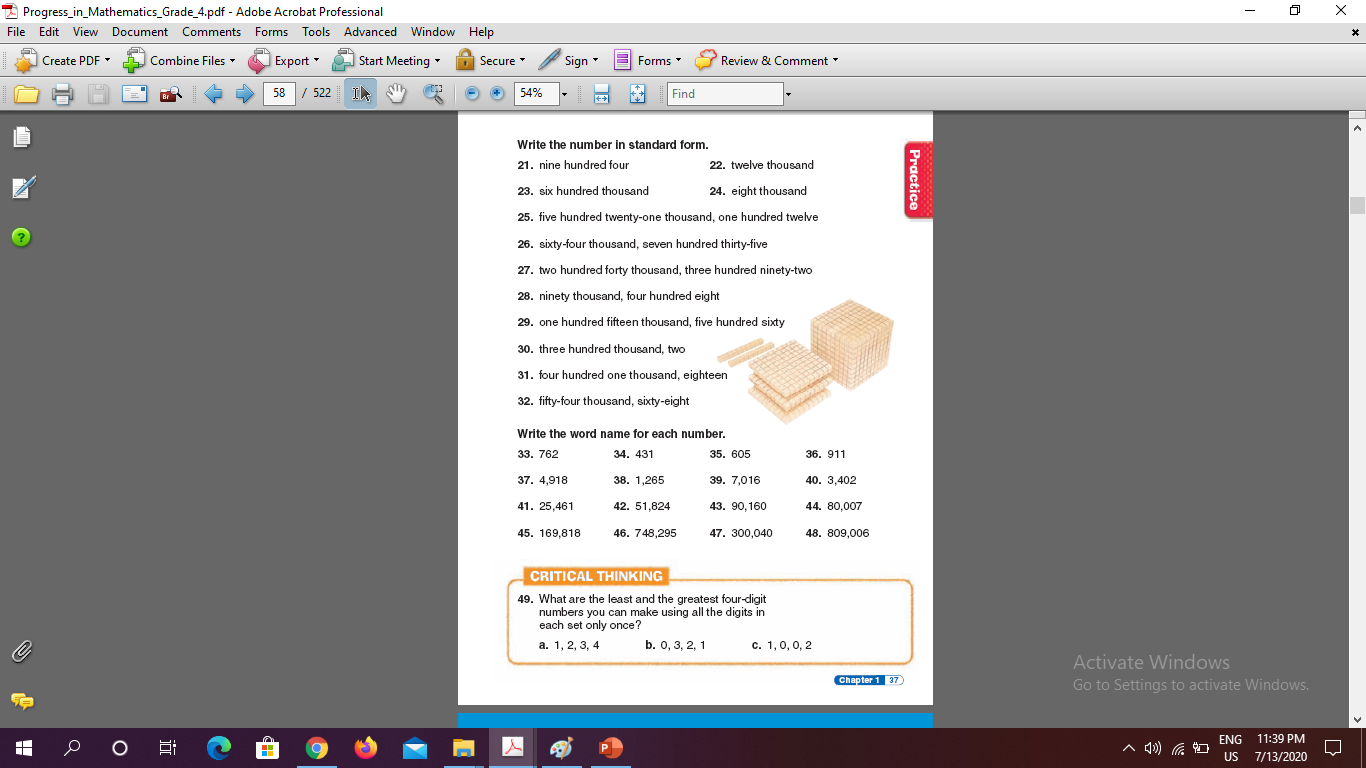 Progress_in_Mathematics_Grade_4.pdf - Adobe Acrobat Professional
File Edit View Document Comments Forms Tools Advanced Window Help
Create PDF Combine Files Export Start Meeting Secure Sign Forms Review & Comment
Br 58 / 522 54% Find
Practice
Write the number in standard form.
21. nine hundred four 22. twelve thousand
23. six hundred thousand 24. eight thousand
25. five hundred twenty-one thousand, one hundred twelve
26. sixty-four thousand, seven hundred thirty-five
27. two hundred forty thousand, three hundred ninety-two
28. ninety thousand, four hundred eight
29. one hundred fifteen thousand, five hundred sixty
30. three hundred thousand, two
31. four hundred one thousand, eighteen
32. fifty-four thousand, sixty-eight
Write the word name for each number.
33. 762 34. 431 35. 605 36. 911
37. 4,918 38. 1,265 39. 7,016 40. 3,402
41. 25,461 42. 51,824 43. 90,160 44. 80,007
45. 169,818 46. 748,295 47. 300,040 48. 809,006
CRITICAL THINKING
49. What are the least and the greatest four-digit
numbers you can make using all the digits in
each set only once?
a. 1, 2, 3, 4 b. 0, 3, 2, 1 c. 1, 0, 0, 2
Chapter 1 37
Activate Windows
Go to Settings to activate Windows.
ENG 11:39 PM
US 7/13/2020